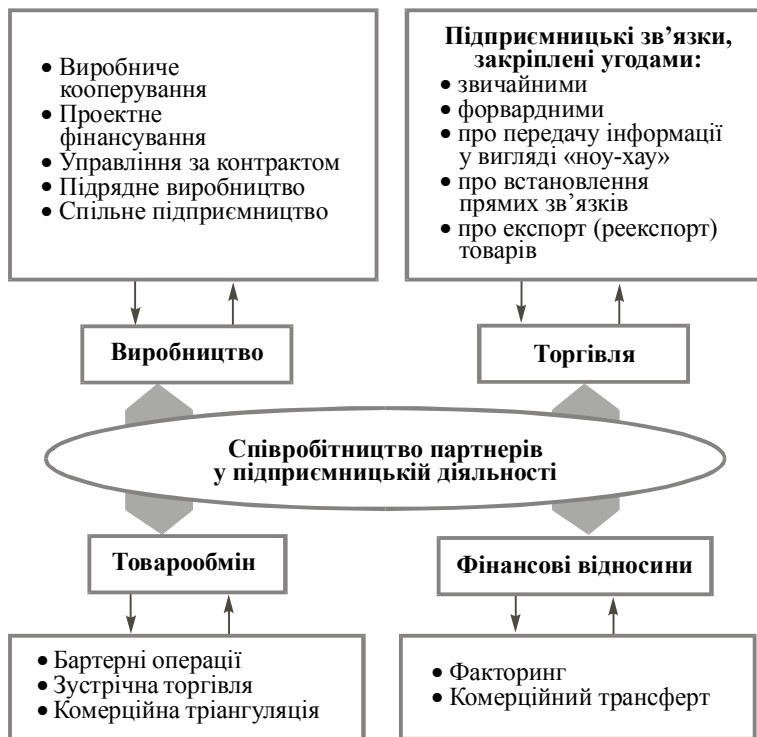 • Виробниче
кооперування
• Проектне
фінансування
• Управління за контрактом
• Підрядне виробництво
• Спільне підприємництво
Підприємницькі зв’язки,
закріплені угодами:
• звичайними
• форвардними
• про передачу інформації
у вигляді «ноу-хау»
• про встановлення
прямих зв’язків
• про експорт (реекспорт)
товарів
Виробництво
Торгівля
Співробітництво партнерів
у підприємницькій діяльності
Товарообмін
Фінансові відносини
• Бартерні операції
• Зустрічна торгівля
• Комерційна тріангуляція
• Факторинг
• Комерційний трансферт